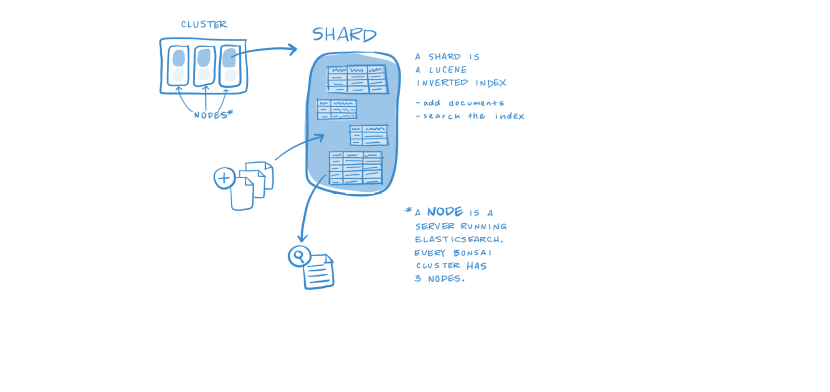 CLUSTER
NODES*
SHARD
A SHARD IS
A LUCENE
INVERTED INDEX
- add documents
- search the index
* A NODE IS A
SERVER RUNNING
ELASTICSEARCH.
EVERY BONSAI
CLUSTER HAS
3 NODES.